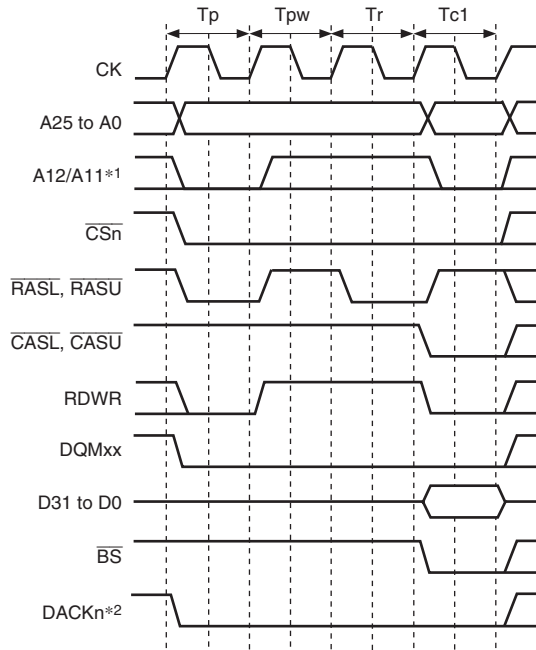 Tp Tpw Tr Tc1
CK
A25 to A0
A12/A11*1
CSn
RASL, RASU
CASL, CASU
RDWR
DQMxx
D31 to D0
BS
DACKn*2